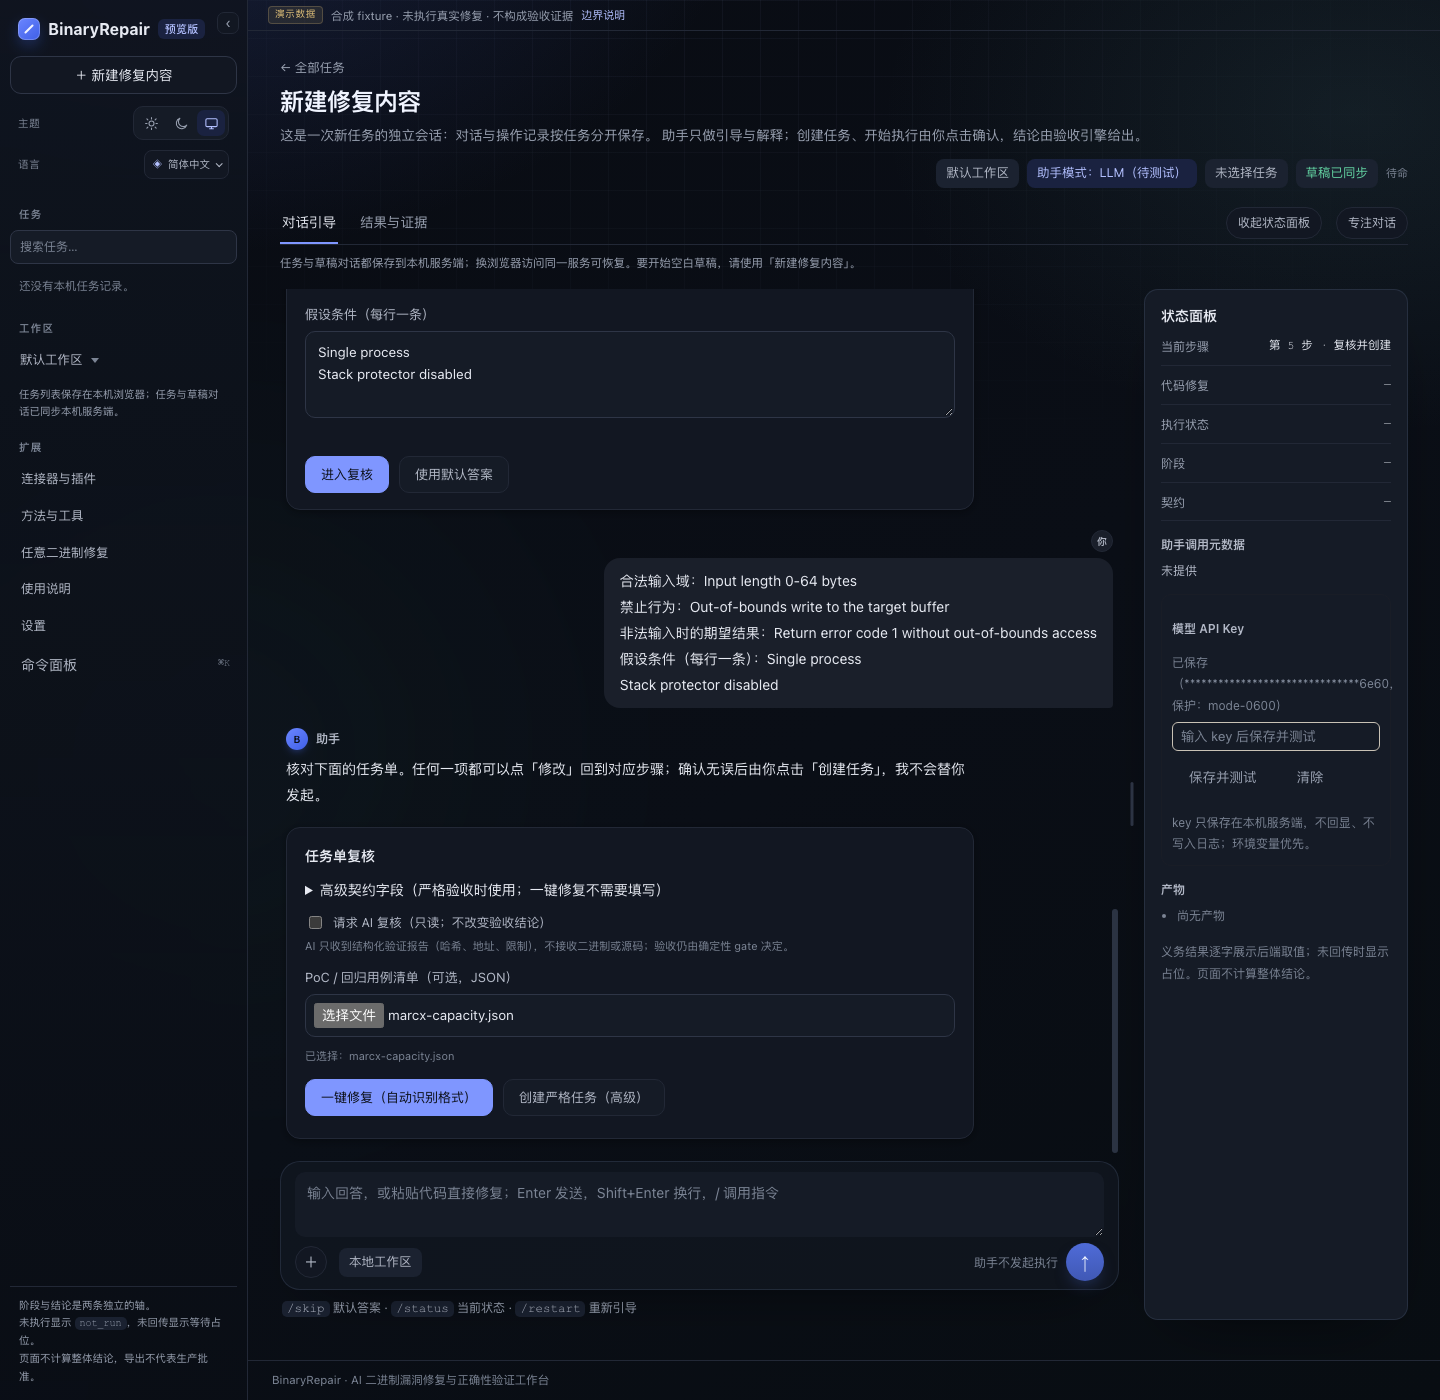 BinaryRepair 预览版
‹
+ 新建修复内容
主题
语言
简体中文
任务
搜索任务...
还没有本机任务记录。
工作区
默认工作区
任务列表保存在本机浏览器；任务与草稿对
话已同步本机服务端。
扩展
连接器与插件
方法与工具
任意二进制修复
使用说明
设置
命令面板 ⌘K
阶段与结论是两条独立的轴。
未执行显示 not_run，未回传显示等待占
位。
页面不计算整体结论，导出不代表生产批
准。
演示数据 合成 fixture · 未执行真实修复 · 不构成验收证据 边界说明
← 全部任务
新建修复内容
这是一次新任务的独立会话：对话与操作记录按任务分开保存。 助手只做引导与解释；创建任务、开始执行由你点击确认，结论由验收引擎给出。
默认工作区 助手模式：LLM（待测试） 未选择任务 草稿已同步 待命
对话引导 结果与证据 收起状态面板 专注对话
任务与草稿对话都保存到本机服务端；换浏览器访问同一服务可恢复。要开始空白草稿，请使用「新建修复内容」。
假设条件（每行一条）
Single process
Stack protector disabled
进入复核 使用默认答案
你
合法输入域：Input length 0-64 bytes
禁止行为：Out-of-bounds write to the target buffer
非法输入时的期望结果：Return error code 1 without out-of-bounds access
假设条件（每行一条）：Single process
Stack protector disabled
B 助手
核对下面的任务单。任何一项都可以点「修改」回到对应步骤；确认无误后由你点击「创建任务」，我不会替你
发起。
任务单复核
▶ 高级契约字段（严格验收时使用；一键修复不需要填写）
请求 AI 复核（只读；不改变验收结论）
AI 只收到结构化验证报告（哈希、地址、限制），不接收二进制或源码；验收仍由确定性 gate 决定。
PoC / 回归用例清单（可选，JSON）
选择文件 marcx-capacity.json
已选择：marcx-capacity.json
一键修复（自动识别格式） 创建严格任务（高级）
输入回答，或粘贴代码直接修复；Enter 发送，Shift+Enter 换行，/ 调用指令
+ 本地工作区 助手不发起执行 ↑
/skip 默认答案 · /status 当前状态 · /restart 重新引导
状态面板
当前步骤 第 5 步 · 复核并创建
代码修复 —
执行状态 —
阶段 —
契约 —
助手调用元数据
未提供
模型 API Key
已保存
（*******************************6e60，
保护：mode-0600）
输入 key 后保存并测试
保存并测试 清除
key 只保存在本机服务端，不回显、不
写入日志；环境变量优先。
产物
• 尚无产物
义务结果逐字展示后端取值；未回传时显示
占位。页面不计算整体结论。
BinaryRepair · AI 二进制漏洞修复与正确性验证工作台